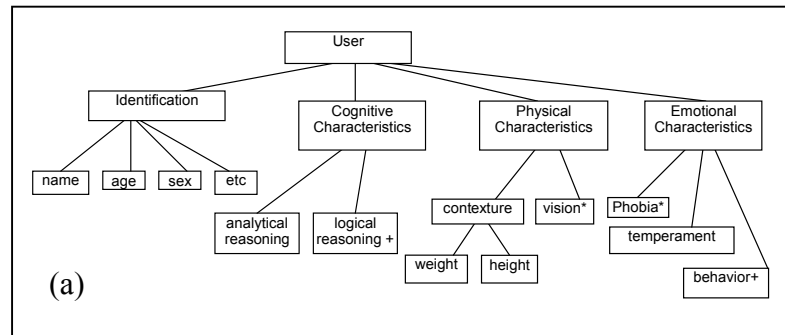 User
Identification
Cognitive
Characteristics
Physical
Characteristics
Emotional
Characteristics
name
age
sex
etc
analytical
reasoning
logical
reasoning +
contexture
vision*
weight
height
Phobia*
temperament
behavior+
(a)